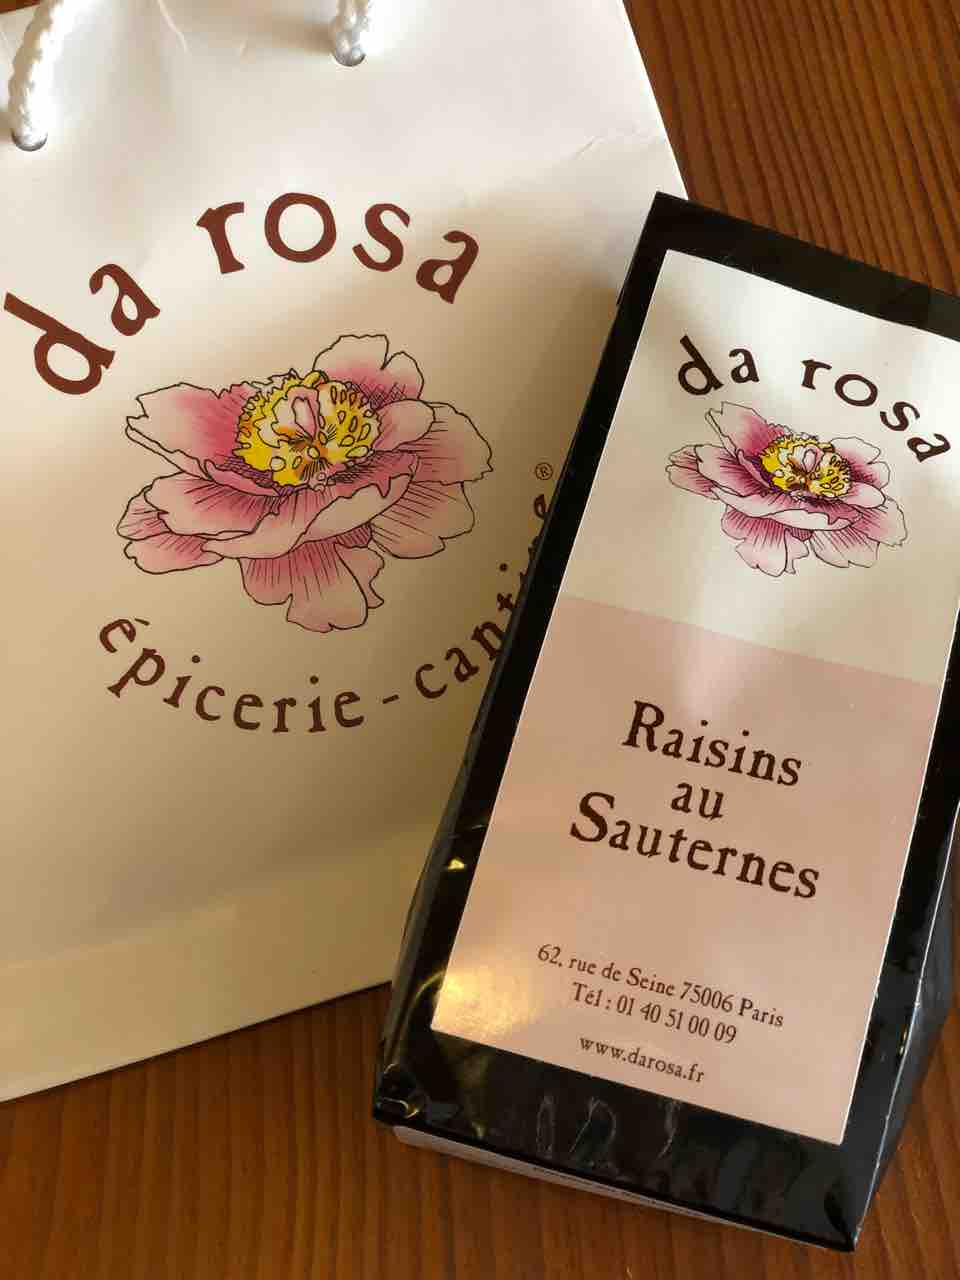 da rosa
®
épicerie - cantine
da rosa
Raisins
au
Sauternes
62, rue de Seine 75006 Paris
Tél : 01 40 51 00 09
www.darosa.fr